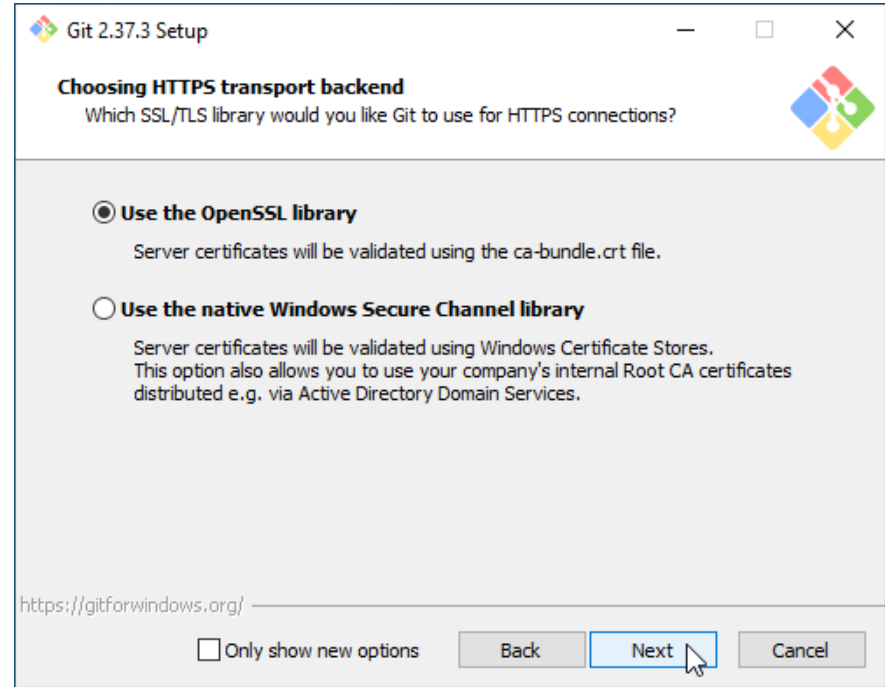 Git 2.37.3 Setup
Choosing HTTPS transport backend
Which SSL/TLS library would you like Git to use for HTTPS connections?
Use the OpenSSL library
Server certificates will be validated using the ca-bundle.crt file.
Use the native Windows Secure Channel library
Server certificates will be validated using Windows Certificate Stores.
This option also allows you to use your company's internal Root CA certificates
distributed e.g. via Active Directory Domain Services.
https://gitforwindows.org/
Only show new options
Back
Next
Cancel